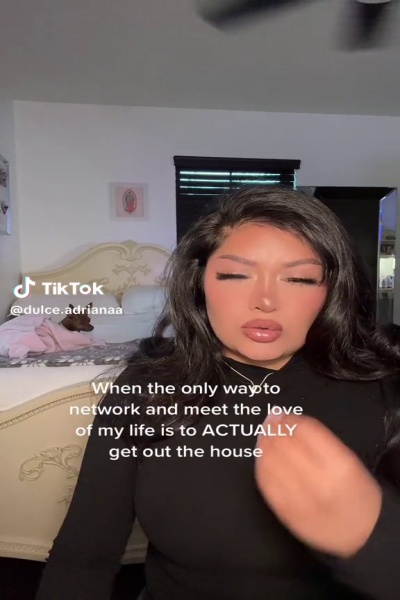 TikTok
@dulce.adrianaa
When the only way to
network and meet the love
of my life is to ACTUALLY
get out the house